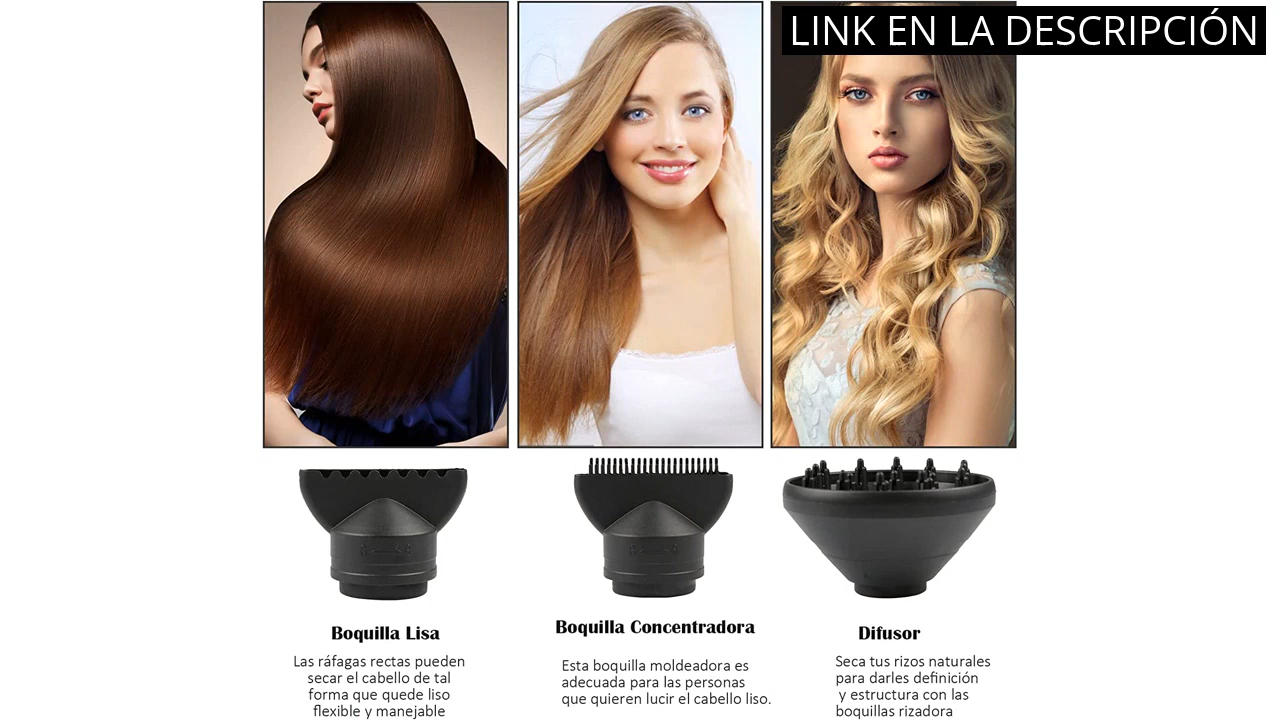 LINK EN LA DESCRIPCIÓN
Boquilla Lisa
Las ráfagas rectas pueden
secar el cabello de tal
forma que quede liso
flexible y manejable
Boquilla Concentradora
Esta boquilla moldeadora es
adecuada para las personas
que quieren lucir el cabello liso.
Difusor
Seca tus rizos naturales
para darles definición
y estructura con las
boquillas rizadora